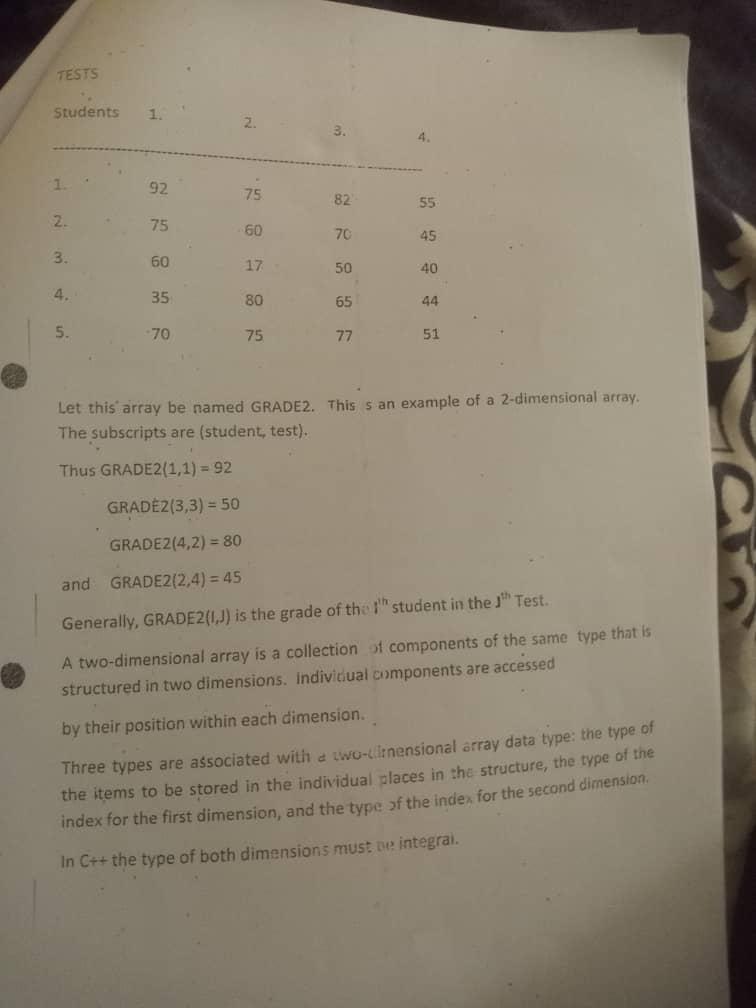 TESTS
Students 1. 2. 3. 4.
1. 92 75 82 55
2. 75 60 70 45
3. 60 17 50 40
4. 35 80 65 44
5. 70 75 77 51
Let this array be named GRADE2. This is an example of a 2-dimensional array.
The subscripts are (student, test).
Thus GRADE2(1,1) = 92
GRADE2(3,3) = 50
GRADE2(4,2) = 80
and GRADE2(2,4) = 45
Generally, GRADE2(I,J) is the grade of the Ith student in the Jth Test.
A two-dimensional array is a collection of components of the same type that is
structured in two dimensions. Individual components are accessed
by their position within each dimension.
Three types are associated with a two-dimensional array data type: the type of
the items to be stored in the individual places in the structure, the type of the
index for the first dimension, and the type of the index for the second dimension.
In C++ the type of both dimensions must be integral.